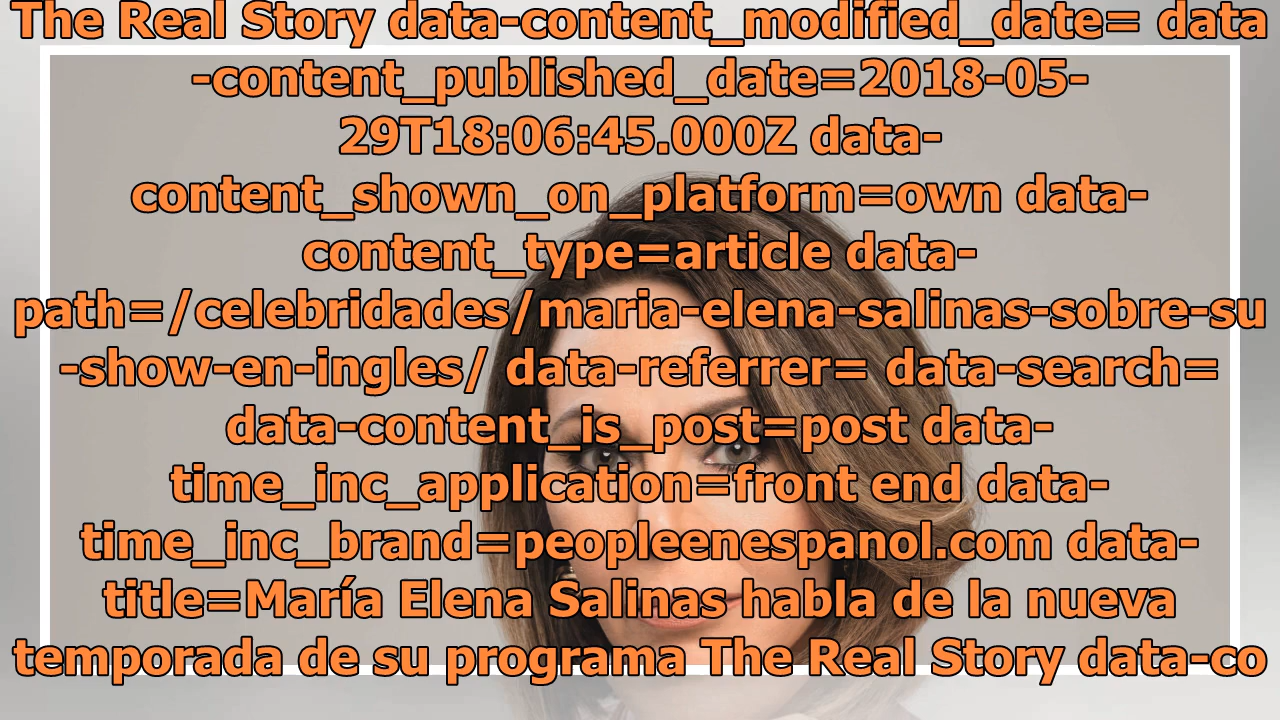 The Real Story data-content_modified_date= data
-content_published_date=2018-05-
29T18:06:45.000Z data-
content_shown_on_platform=own data-
content_type=article data-
path=/celebridades/maria-elena-salinas-sobre-su
-show-en-ingles/ data-referrer= data-search=
data-content_is_post=post data-
time_inc_application=front end data-
time_inc_brand=peopleenespanol.com data-
title=María Elena Salinas habla de la nueva
temporada de su programa The Real Story data-co